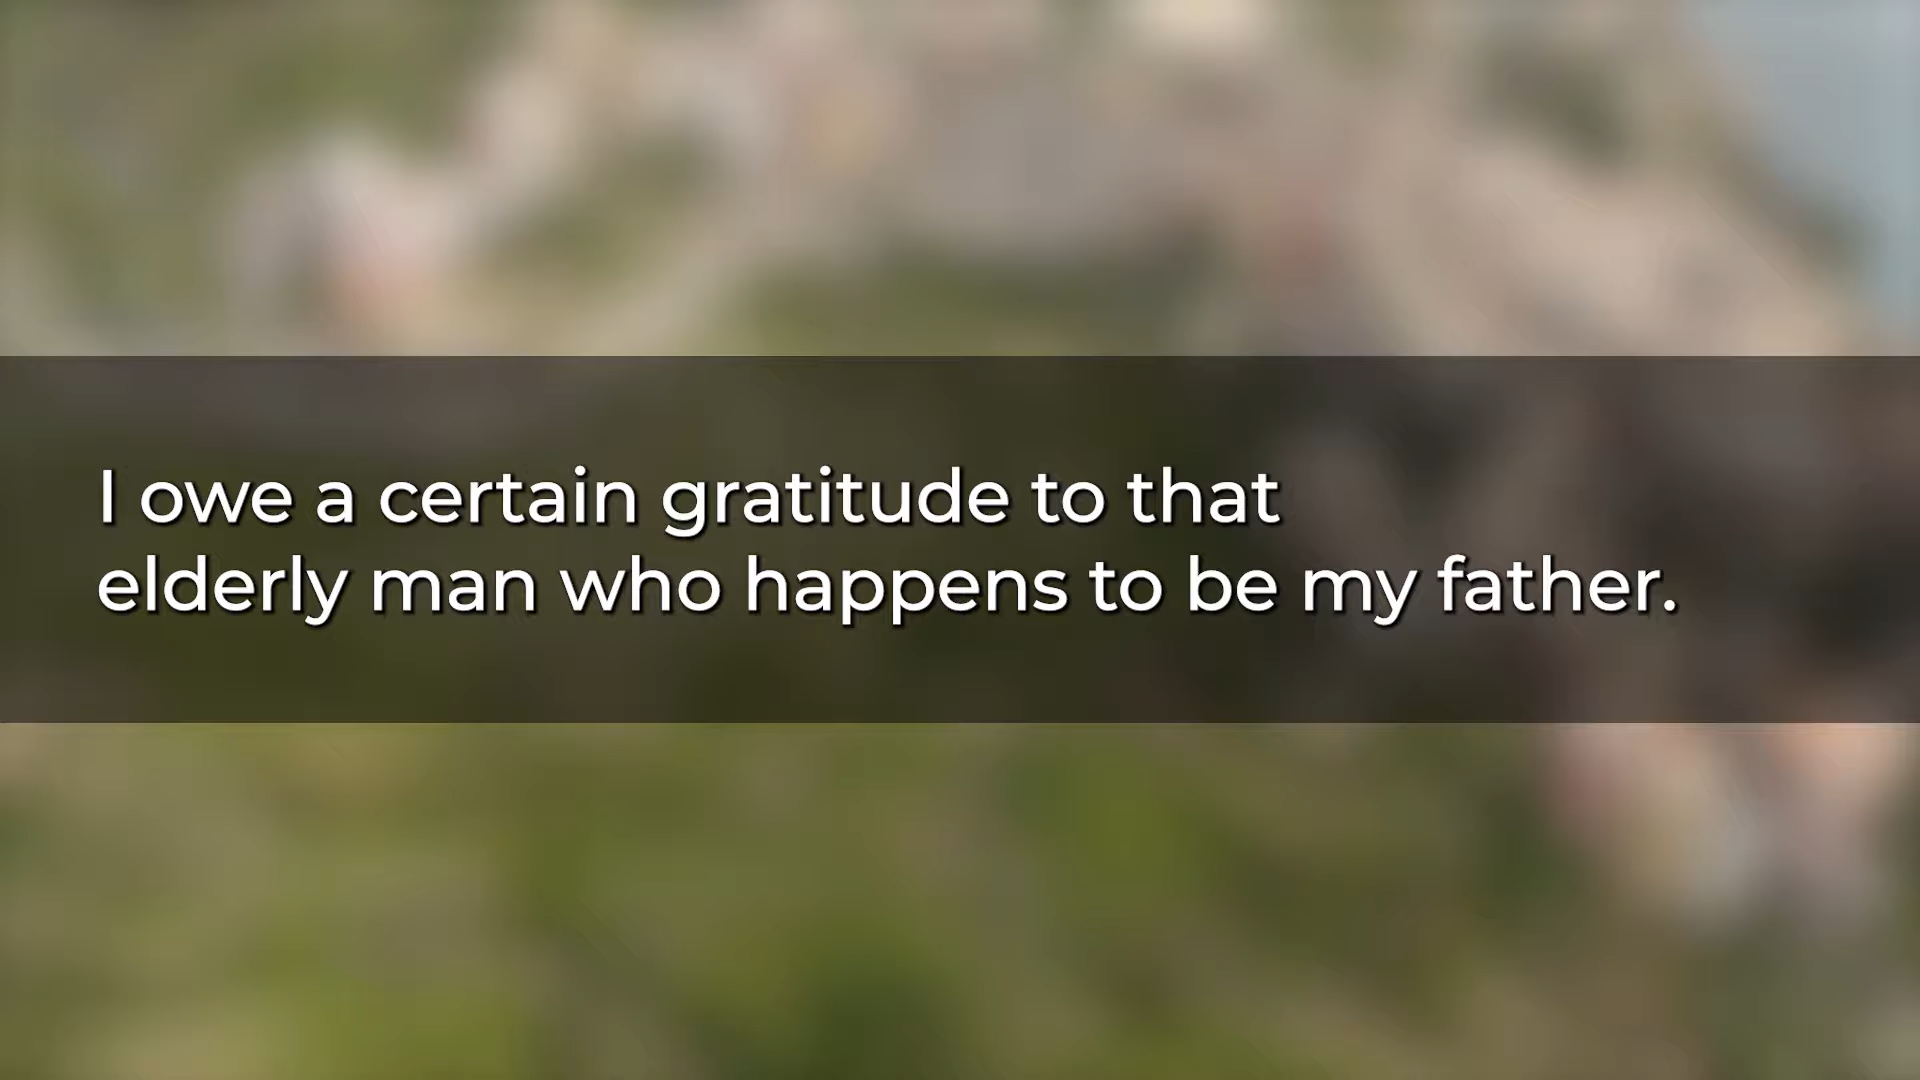 I owe a certain gratitude to that
elderly man who happens to be my father.